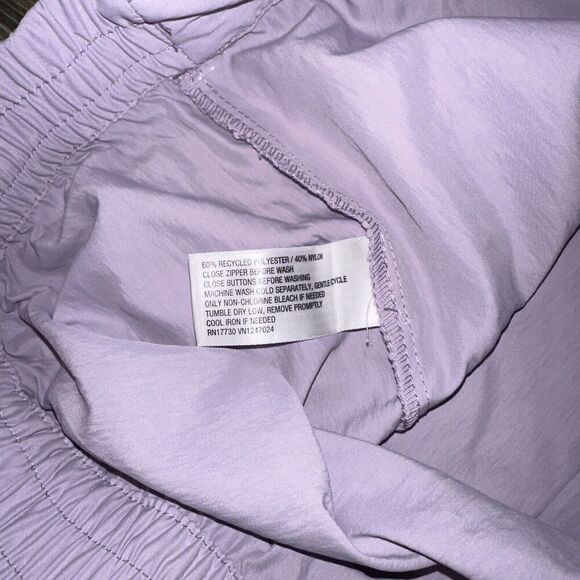 60% RECYCLED POLYESTER / 40% NYLON
CLOSE ZIPPER BEFORE WASH
CLOSE BUTTONS BEFORE WASHING
MACHINE WASH COLD SEPARATELY, GENTLE CYCLE
ONLY NON-CHLORINE BLEACH IF NEEDED
TUMBLE DRY LOW, REMOVE PROMPTLY
COOL IRON IF NEEDED
RN17730 VN1247024